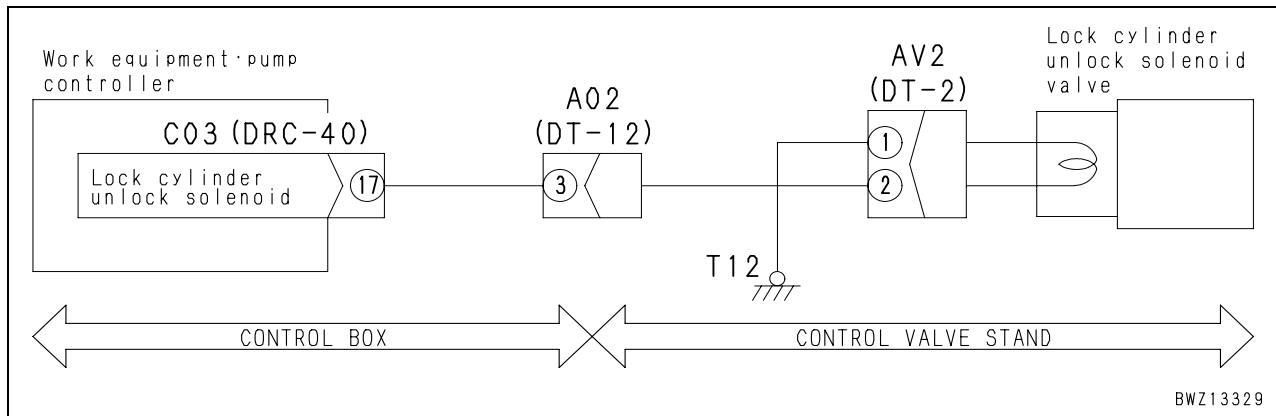 Work equipment·pump
controller
C03 (DRC-40)
Lock cylinder
unlock solenoid
17
A02
(DT-12)
3
AV2
(DT-2)
1
2
T12
Lock cylinder
unlock solenoid
valve
CONTROL BOX
CONTROL VALVE STAND
BWZ13329